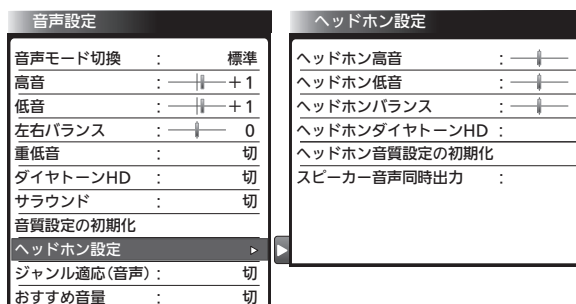 音声設定
音声モード切換 : 標準
高音 : +1
低音 : +1
左右バランス : 0
重低音 : 切
ダイヤトーンHD : 切
サラウンド : 切
音質設定の初期化
ヘッドホン設定
ジャンル適応(音声) : 切
おすすめ音量 : 切
ヘッドホン設定
ヘッドホン高音 :
ヘッドホン低音 :
ヘッドホンバランス :
ヘッドホンダイヤトーンHD :
ヘッドホン音質設定の初期化
スピーカー音声同時出力 :